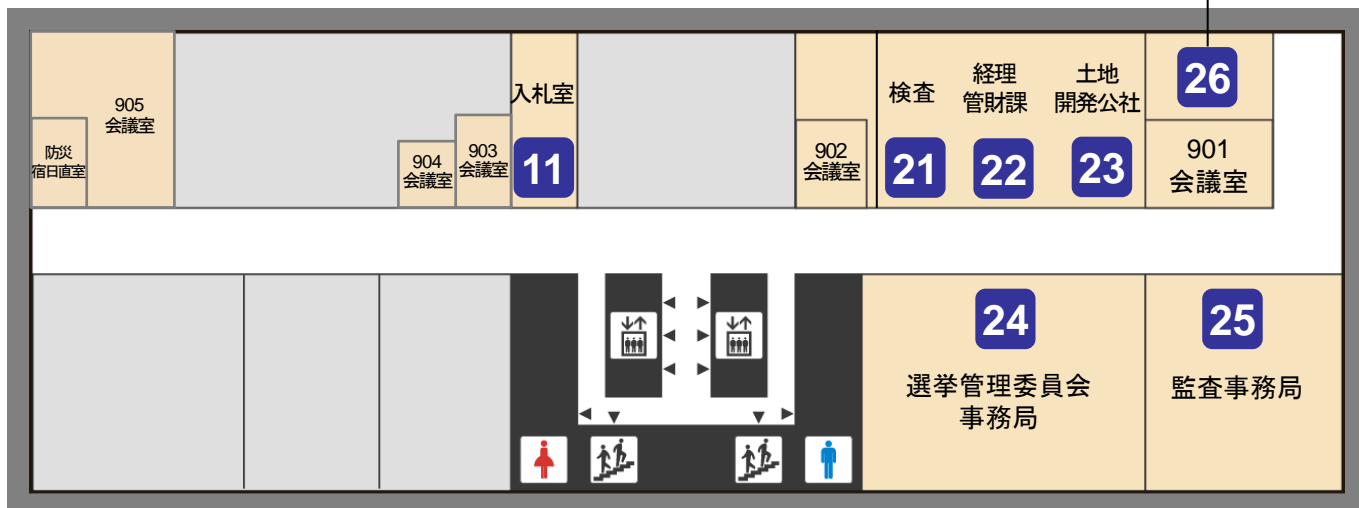 905
会議室
防災
宿日直室
904
会議室
903
会議室
入札室
11
902
会議室
検査
21
経理
管財課
22
土地
開発公社
23
26
901
会議室
24
選挙管理委員会
事務局
25
監査事務局